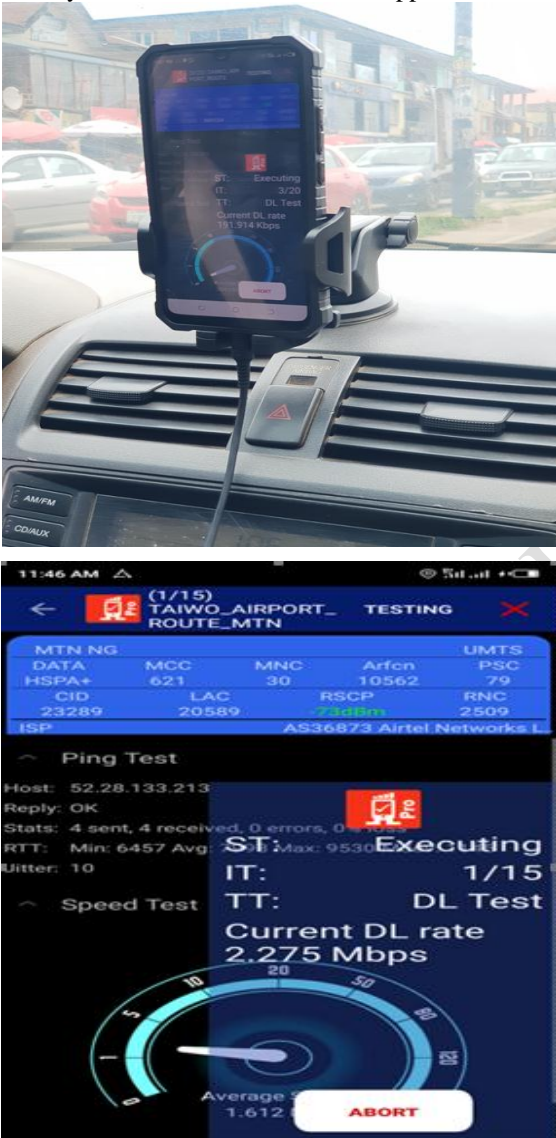 TESTING
ST: Executing
IT: 3/20
TT: DL Test
Current DL rate
191.914 Kbps
ABORT
AM/FM
CD/AUX
11:46 AM
(1/15)
TAIWO_AIRPORT_ TESTING
ROUTE_MTN
Pro
MTN NG UMTS
DATA MCC MNC Arfcn PSC
HSPA+ 621 30 10562 79
CID LAC RSCP RNC
23289 20589 -73dBm 2509
ISP AS36873 Airtel Networks L
Ping Test
Host: 52.28.133.213
Reply: OK
Stats: 4 sent, 4 received, 0 errors,
RTT: Min: 6457 Avg: Max: 9530
Jitter: 10
Speed Test
Pro
ST: Executing
IT: 1/15
TT: DL Test
Current DL rate
2.275 Mbps
0 1 5 10 20 50 80 120
Average
1.612
ABORT